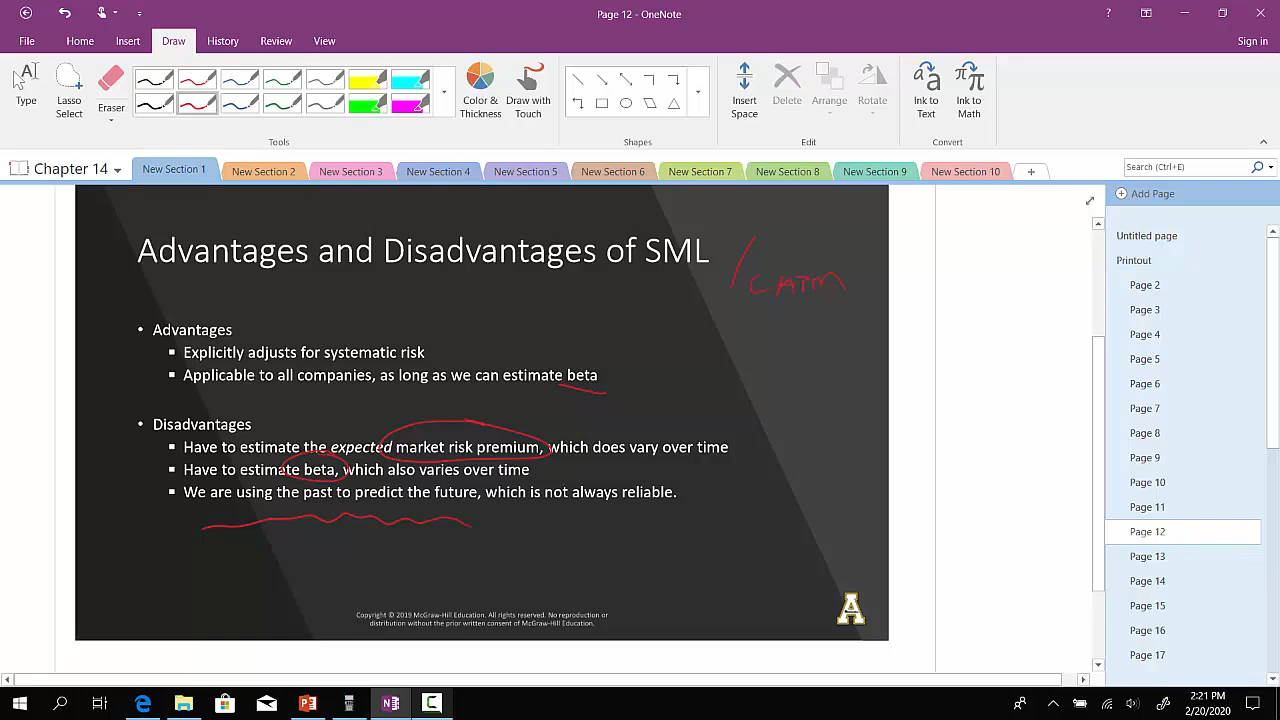 Page 12 - OneNote
? 
File Home Insert Draw History Review View Sign in
Type
Lasso Select
Eraser
Color & Thickness
Draw with Touch
Insert Space
Delete
Arrange
Rotate
Ink to Text
Ink to Math
Tools Shapes Edit Convert
Chapter 14 New Section 1 New Section 2 New Section 3 New Section 4 New Section 5 New Section 6 New Section 7 New Section 8 New Section 9 New Section 10 + Search (Ctrl+E)
Advantages and Disadvantages of SML / CAPM
• Advantages
▪ Explicitly adjusts for systematic risk
▪ Applicable to all companies, as long as we can estimate beta
• Disadvantages
▪ Have to estimate the expected market risk premium, which does vary over time
▪ Have to estimate beta, which also varies over time
▪ We are using the past to predict the future, which is not always reliable.
Copyright © 2019 McGraw-Hill Education. All rights reserved. No reproduction or
distribution without the prior written consent of McGraw-Hill Education.
A
Add Page
Untitled page
Printout
Page 2
Page 3
Page 4
Page 5
Page 6
Page 7
Page 8
Page 9
Page 10
Page 11
Page 12
Page 13
Page 14
Page 15
Page 16
Page 17
2:21 PM
2/20/2020